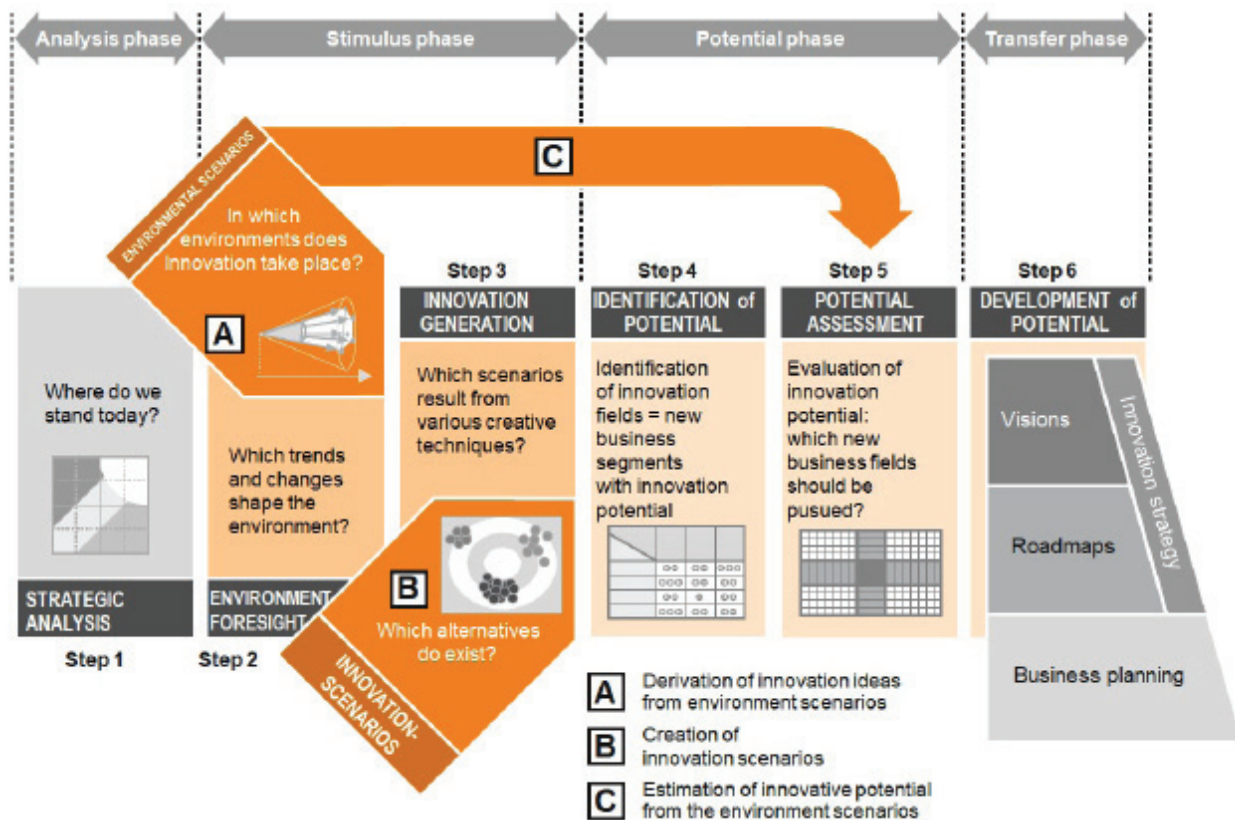 Analysis phase
Stimulus phase
Potential phase
Transfer phase
C
ENVIRONMENTAL SCENARIOS
In which
environments does
Innovation take place?
A
Step 3
Step 4
Step 5
Step 6
INNOVATION
GENERATION
IDENTIFICATION of
POTENTIAL
POTENTIAL
ASSESSMENT
DEVELOPMENT of
POTENTIAL
Where do we
stand today?
Which trends
and changes
shape the
environment?
Which scenarios
result from
various creative
techniques?
Identification
of innovation
fields = new
business
segments
with innovation
potential
Evaluation of
innovation
potential:
which new
business fields
should be
pusued?
Visions
Roadmaps
Innovation strategy
Business planning
STRATEGIC
ANALYSIS
ENVIRONMENT
FORESIGHT
Step 1
Step 2
B
Which alternatives
do exist?
INNOVATION-
SCENARIOS
A
Derivation of innovation ideas
from environment scenarios
B
Creation of
innovation scenarios
C
Estimation of innovative potential
from the environment scenarios